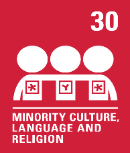 30
MINORITY CULTURE,
LANGUAGE AND
RELIGION